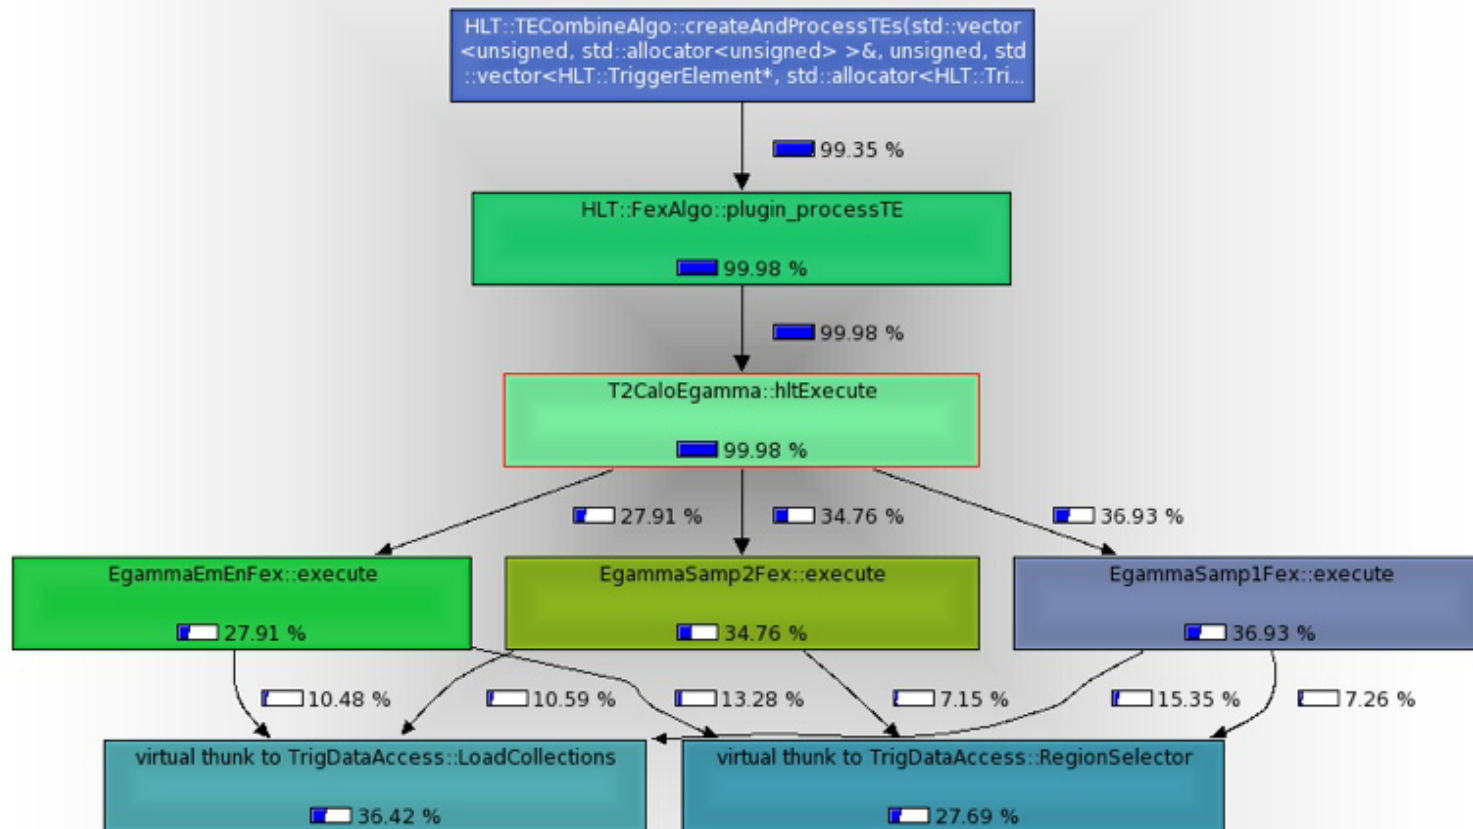 HLT::TECombineAlgo::createAndProcessTEs(std::vector
<unsigned, std::allocator<unsigned> >&, unsigned, std
::vector<HLT::TriggerElement*, std::allocator<HLT::Tri...
99.35 %
HLT::FexAlgo::plugin_processTE
99.98 %
99.98 %
T2CaloEgamma::hltExecute
99.98 %
27.91 %
34.76 %
36.93 %
EgammaEmEnFex::execute
27.91 %
EgammaSamp2Fex::execute
34.76 %
EgammaSamp1Fex::execute
36.93 %
10.48 %
10.59 %
13.28 %
7.15 %
15.35 %
7.26 %
virtual thunk to TrigDataAccess::LoadCollections
36.42 %
virtual thunk to TrigDataAccess::RegionSelector
27.69 %